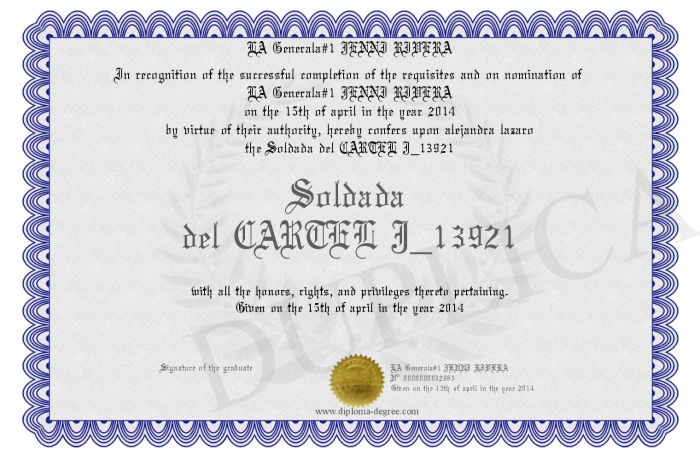 LA Generala#1 JENNI RIVERA
In recognition of the successful completion of the requisites and on nomination of
LA Generala#1 JENNI RIVERA
on the 15th of april in the year 2014
by virtue of their authority, hereby confers upon alejandra lazaro
the Soldada del CARTEL J_13921
Soldada
del CARTEL J_13921
DUPLICA
with all the honors, rights, and privileges thereto pertaining.
Given on the 15th of april in the year 2014
Signature of the graduate
LA Generala#1 JENNI RIVERA
Given on the 15th of april in the year 2014
www.diploma-degree.com